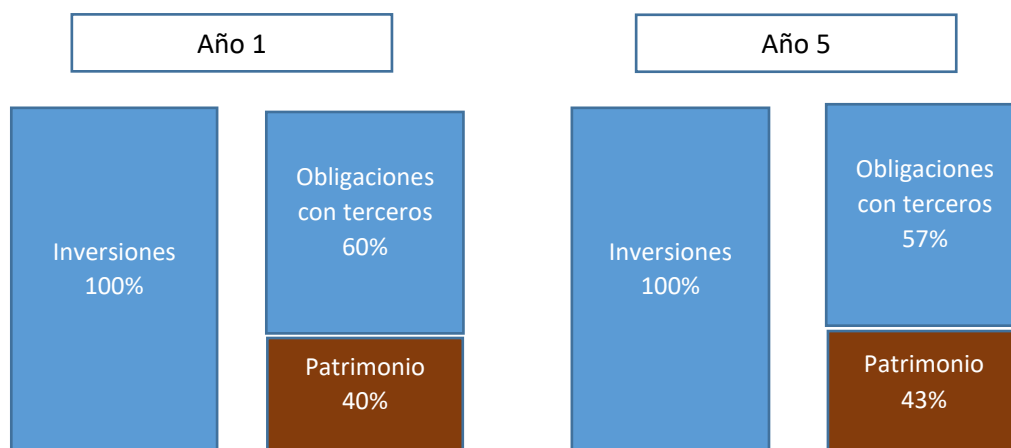 Año 1
Inversiones
100%
Obligaciones
con terceros
60%
Patrimonio
40%
Año 5
Inversiones
100%
Obligaciones
con terceros
57%
Patrimonio
43%